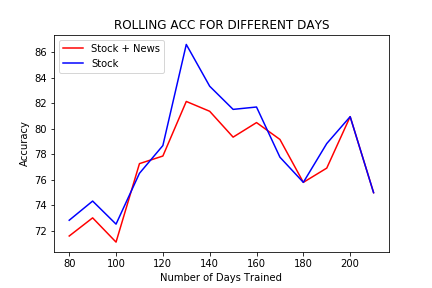 ROLLING ACC FOR DIFFERENT DAYS
Stock + News
Stock
Accuracy
86
84
82
80
78
76
74
72
80 100 120 140 160 180 200
Number of Days Trained